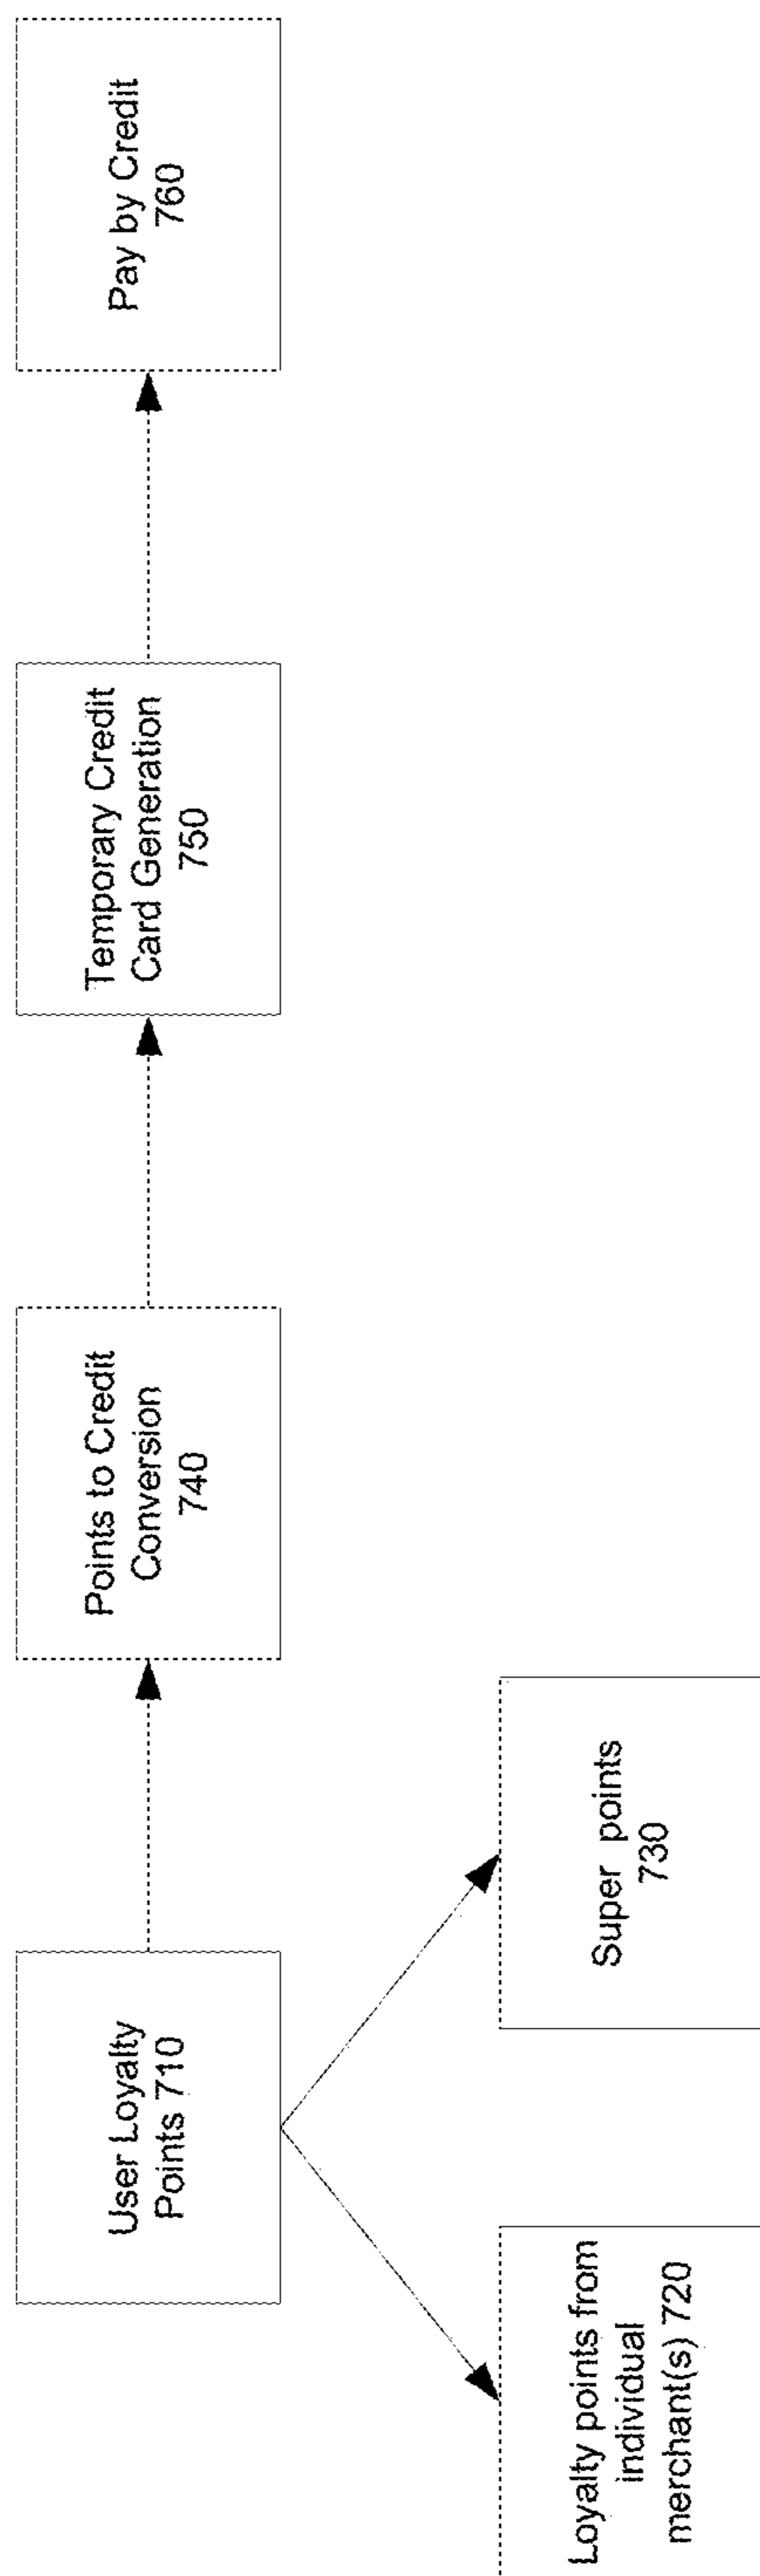 User Loyalty
Points 710
Points to Credit
Conversion
740
Temporary Credit
Card Generation
750
Pay by Credit
760
Loyalty points from
individual
merchant(s) 720
Super points
730